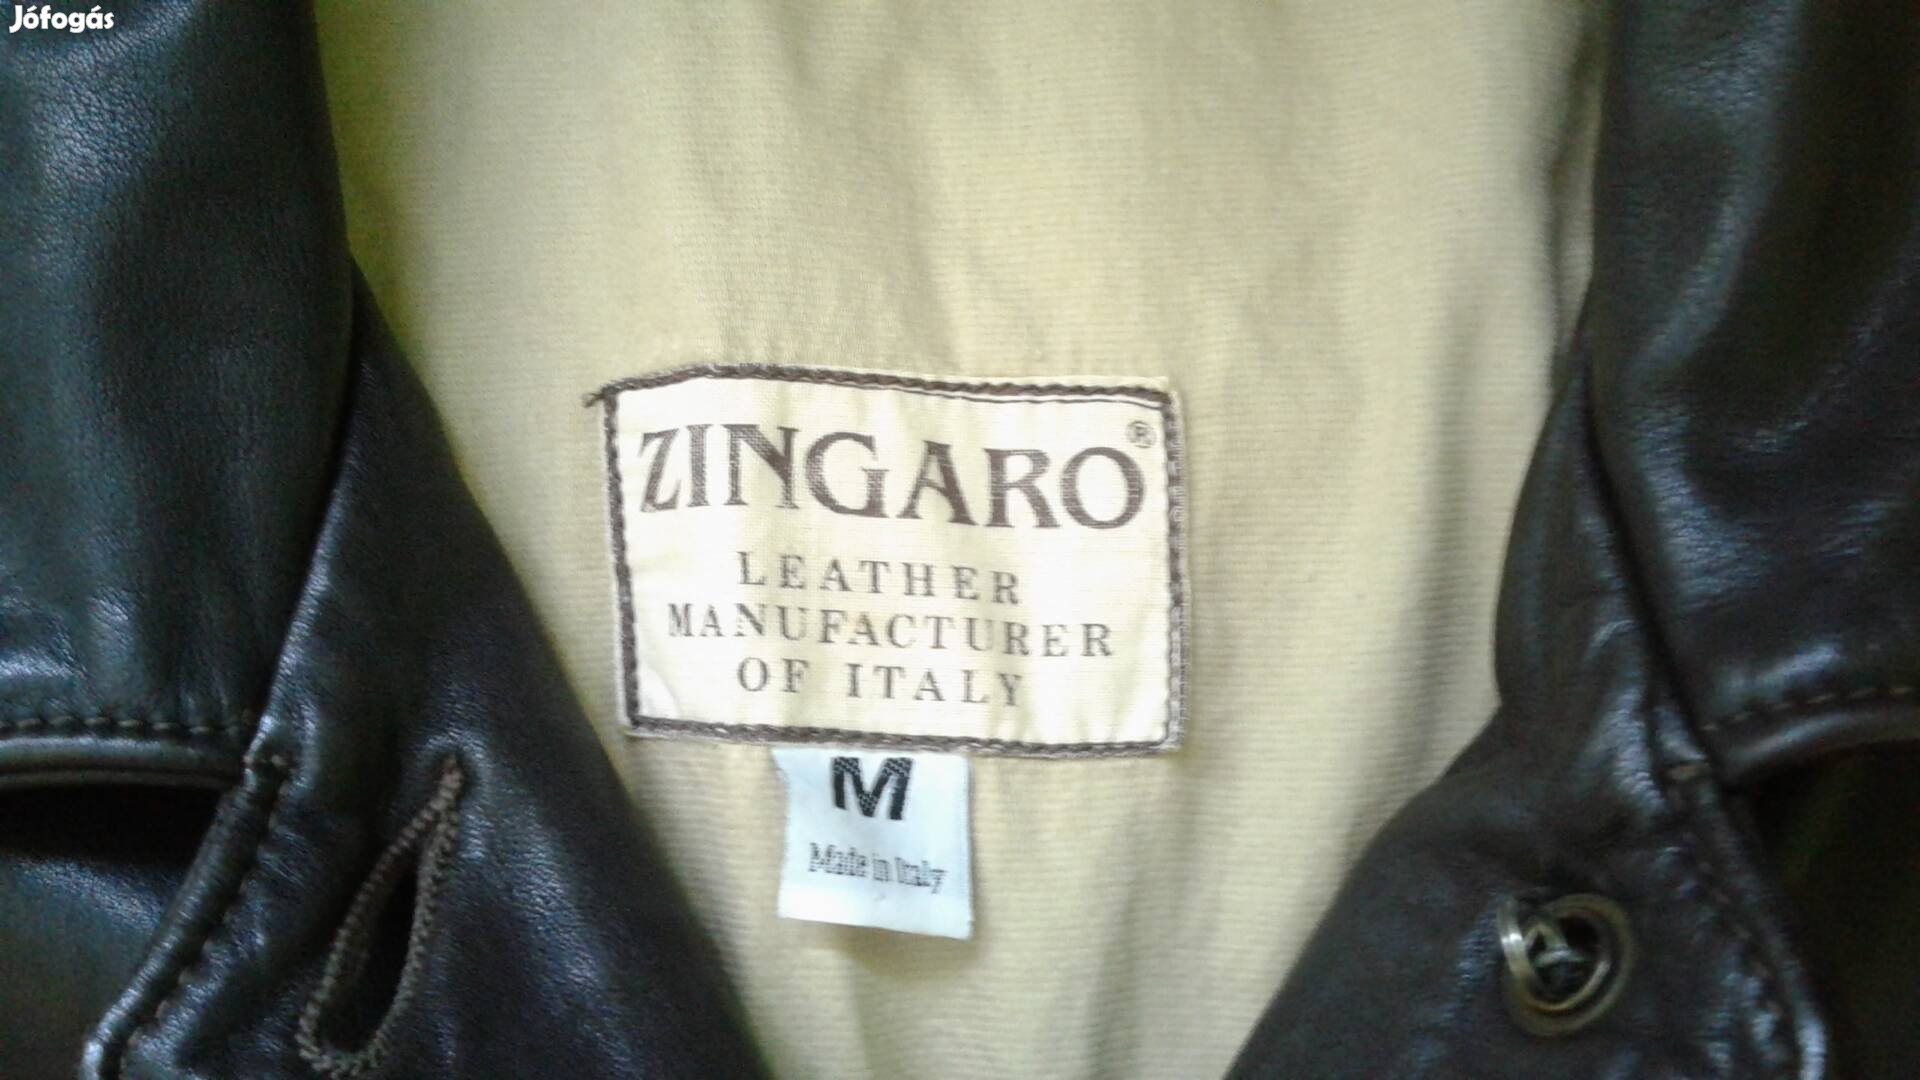 Jófogás
ZINGARO®
LEATHER
MANUFACTURER
OF ITALY
M
Made in Italy